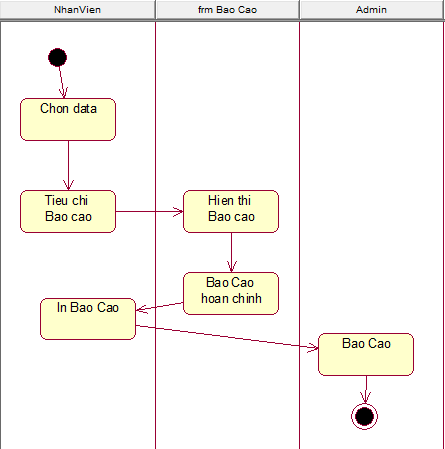 NhanVien
frm Bao Cao
Admin
Chon data
Tieu chi
Bao cao
Hien thi
Bao cao
Bao Cao
hoan chinh
In Bao Cao
Bao Cao